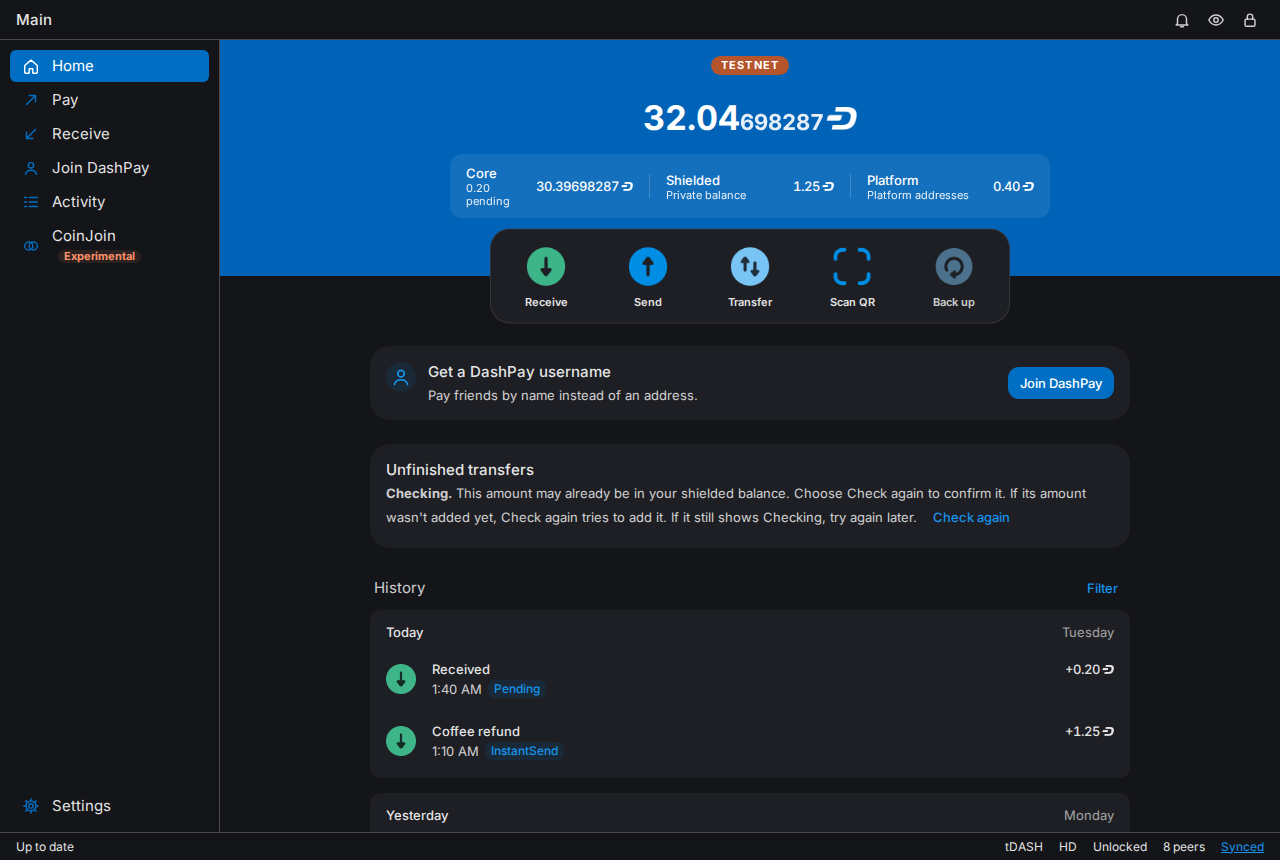 Main
Home
Pay
Receive
Join DashPay
Activity
CoinJoin
Experimental
Settings
TESTNET
32.04698287
Core
0.20
pending
30.39698287
Shielded
Private balance
1.25
Platform
Platform addresses
0.40
Receive
Send
Transfer
Scan QR
Back up
Get a DashPay username
Pay friends by name instead of an address.
Join DashPay
Unfinished transfers
Checking. This amount may already be in your shielded balance. Choose Check again to confirm it. If its amount
wasn't added yet, Check again tries to add it. If it still shows Checking, try again later. Check again
History
Filter
Today
Tuesday
Received
+0.20
1:40 AM Pending
Coffee refund
+1.25
1:10 AM InstantSend
Yesterday
Monday
Up to date
tDASH
HD
Unlocked
8 peers
Synced